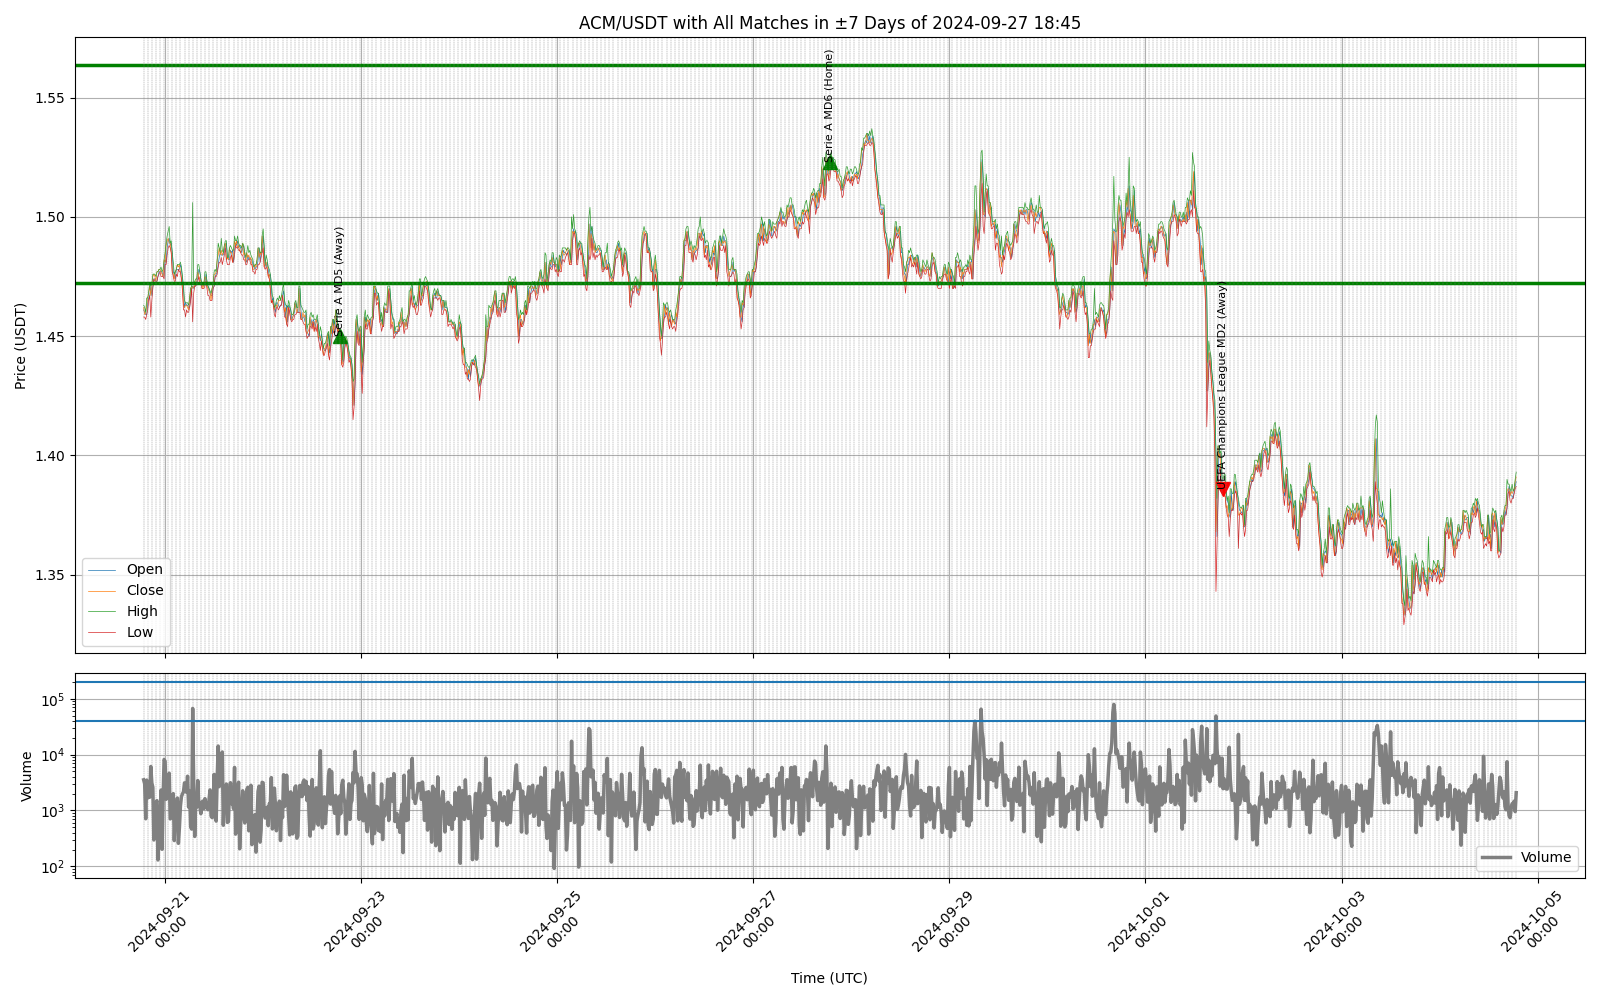 ACM/USDT with All Matches in ±7 Days of 2024-09-27 18:45
Price (USDT)
1.55
1.50
1.45
1.40
1.35
Serie A MD5 (Away)
Serie A MD6 (Home)
UEFA Champions League MD2 (Away)
Open
Close
High
Low
Volume
10⁵
10⁴
10³
10²
Volume
2024-09-21
00:00
2024-09-23
00:00
2024-09-25
00:00
2024-09-27
00:00
2024-09-29
00:00
2024-10-01
00:00
2024-10-03
00:00
2024-10-05
00:00
Time (UTC)